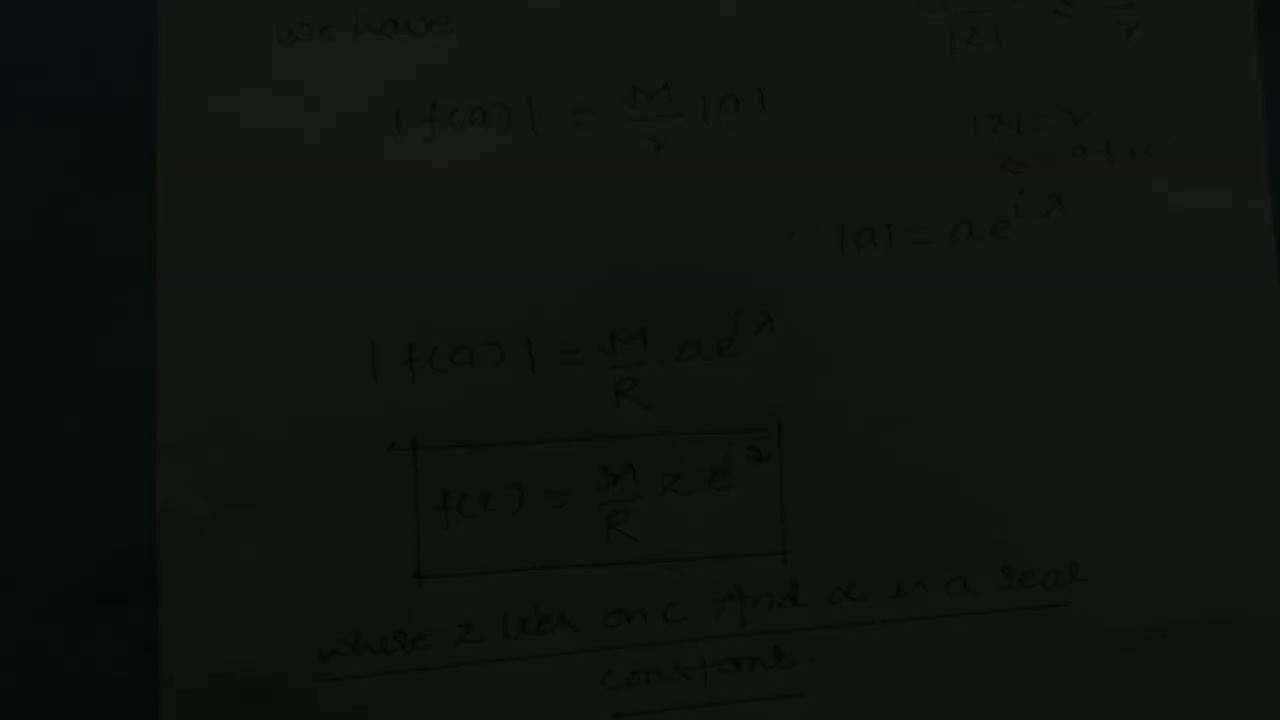 we have
|z|
r
|f(a)| = M/r |a|
|z| = r
|a| = ae^iλ
|f(a)| = M/R ae^iλ
f(z) = M/R z e^iα
where z lies on c And α is a real
constant.